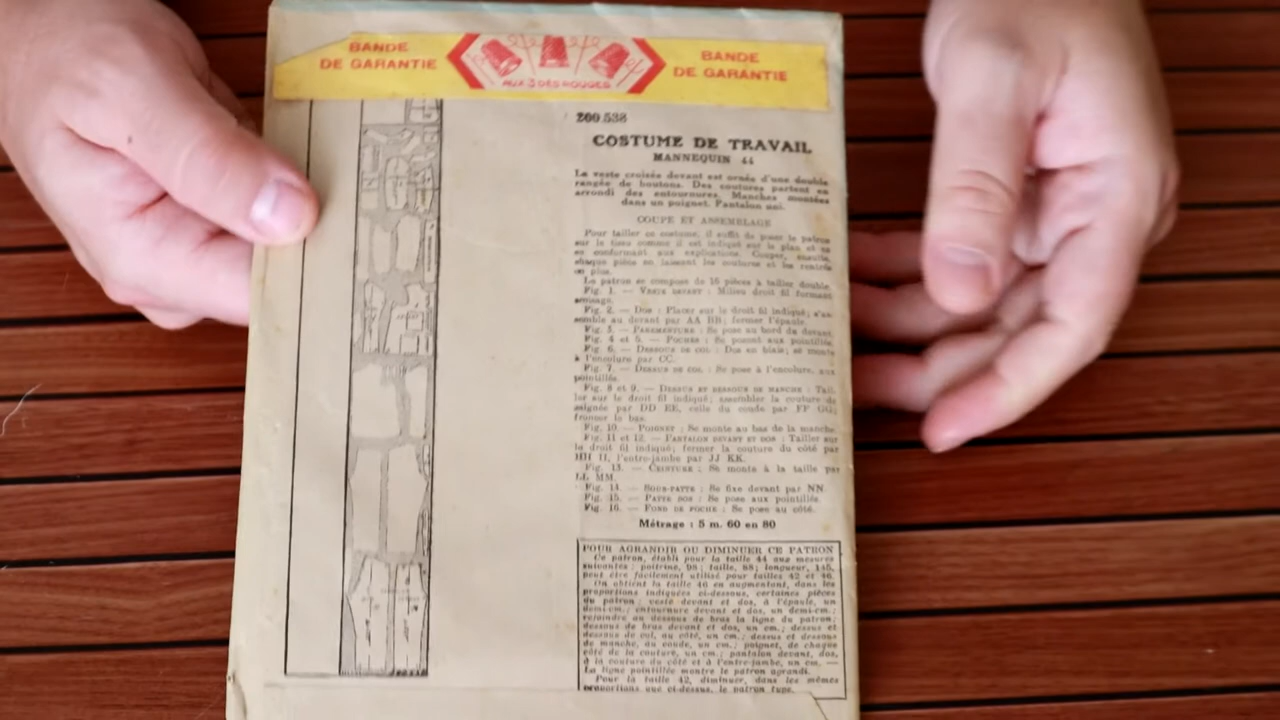 BANDE
DE GARANTIE
AUX 3 DÉS ROUGES
BANDE
DE GARANTIE
200.538
COSTUME DE TRAVAIL
MANNEQUIN 44
La veste croisée devant est ornée d'une double
rangée de boutons. Des coutures partent en
arrondi des entournures. Manches montées
dans un poignet. Pantalon uni.
COUPE ET ASSEMBLAGE
Pour tailler ce costume, il suffit de poser le patron
sur le tissu comme il est indiqué sur le plan et en
se conformant aux explications. Couper, ensuite,
chaque pièce en laissant les coutures et les rentrés
en plus.
Le patron se compose de 15 pièces à tailler double.
Fig. 1. — VESTE DEVANT : Milieu droit fil formant
Fig. 2. — DOS : Placer sur le droit fil indiqué; s'as-
semble au devant par AA BB; fermer l'épaule.
Fig. 3. — PAREMENTURE : Se pose au bord du devant.
Fig. 4 et 5. — POCHES : Se posent aux pointillés.
Fig. 6. — DESSOUS DE COL : Dos en biais; se monte
à l'encolure par CC.
Fig. 7. — DESSUS DE COL : Se pose à l'encolure, aux
pointillés.
Fig. 8 et 9. — DESSUS ET DESSOUS DE MANCHE : Tail-
ler sur le droit fil indiqué; assembler la couture de
saignée par DD EE, celle du coude par FF GG;
froncer le bas.
Fig. 10. — POIGNET : Se monte au bas de la manche.
Fig. 11 et 12. — PANTALON DEVANT ET DOS : Tailler sur
le droit fil indiqué; fermer la couture du côté par
HH II, l'entre-jambe par JJ KK.
Fig. 13. — CEINTURE : Se monte à la taille par
LL MM.
Fig. 14. — SOUS-PATTE : Se fixe devant par NN.
Fig. 15. — PATTE DOS : Se pose aux pointillés.
Fig. 16. — FOND DE POCHE : Se pose au côté.
Métrage : 5 m. 60 en 80
POUR AGRANDIR OU DIMINUER CE PATRON
Ce patron, établi pour la taille 44 aux mesures
suivantes : poitrine, 98; taille, 88; longueur, 145,
peut être facilement utilisé pour tailles 42 et 46.
On obtient la taille 46 en augmentant, dans les
proportions indiquées ci-dessous, certaines pièces
du patron : veste devant et dos, à l'épaule, un
demi-cm.; entournure devant et dos, un demi-cm.;
rejoindre au dessous de bras la ligne du patron;
dessous de bras devant et dos, un cm.; dessus et
dessous de col, au côté, un cm.; dessus et dessous
de manche, au coude, un cm.; poignet, de chaque
côté de la couture, un cm.; pantalon devant, dos,
à la couture du côté et à l'entre-jambe, un cm. —
La ligne pointillée montre le patron agrandi.
Pour la taille 42, diminuer, dans les mêmes
proportions que ci-dessus, le patron type.